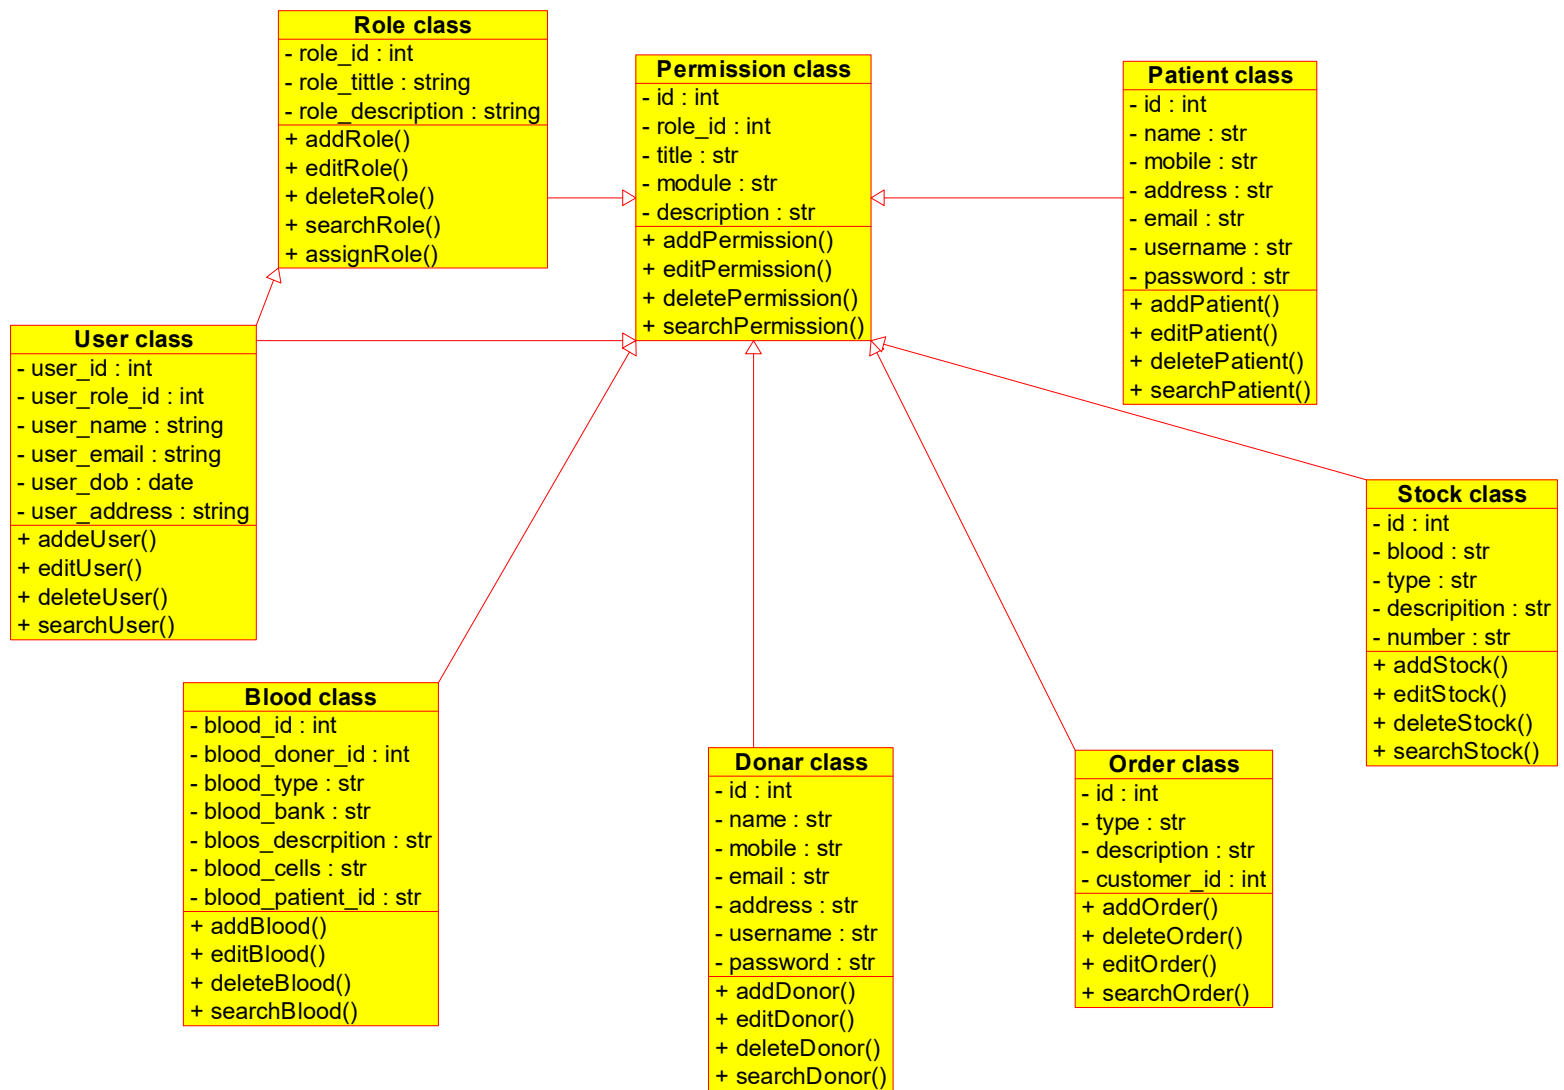 Role class
- role_id : int
- role_tittle : string
- role_description : string
+ addRole()
+ editRole()
+ deleteRole()
+ searchRole()
+ assignRole()
Permission class
- id : int
- role_id : int
- title : str
- module : str
- description : str
+ addPermission()
+ editPermission()
+ deletePermission()
+ searchPermission()
Patient class
- id : int
- name : str
- mobile : str
- address : str
- email : str
- username : str
- password : str
+ addPatient()
+ editPatient()
+ deletePatient()
+ searchPatient()
User class
- user_id : int
- user_role_id : int
- user_name : string
- user_email : string
- user_dob : date
- user_address : string
+ addeUser()
+ editUser()
+ deleteUser()
+ searchUser()
Stock class
- id : int
- blood : str
- type : str
- descripition : str
- number : str
+ addStock()
+ editStock()
+ deleteStock()
+ searchStock()
Blood class
- blood_id : int
- blood_doner_id : int
- blood_type : str
- blood_bank : str
- bloos_descrpition : str
- blood_cells : str
- blood_patient_id : str
+ addBlood()
+ editBlood()
+ deleteBlood()
+ searchBlood()
Donar class
- id : int
- name : str
- mobile : str
- email : str
- address : str
- username : str
- password : str
+ addDonor()
+ editDonor()
+ deleteDonor()
+ searchDonor()
Order class
- id : int
- type : str
- description : str
- customer_id : int
+ addOrder()
+ deleteOrder()
+ editOrder()
+ searchOrder()